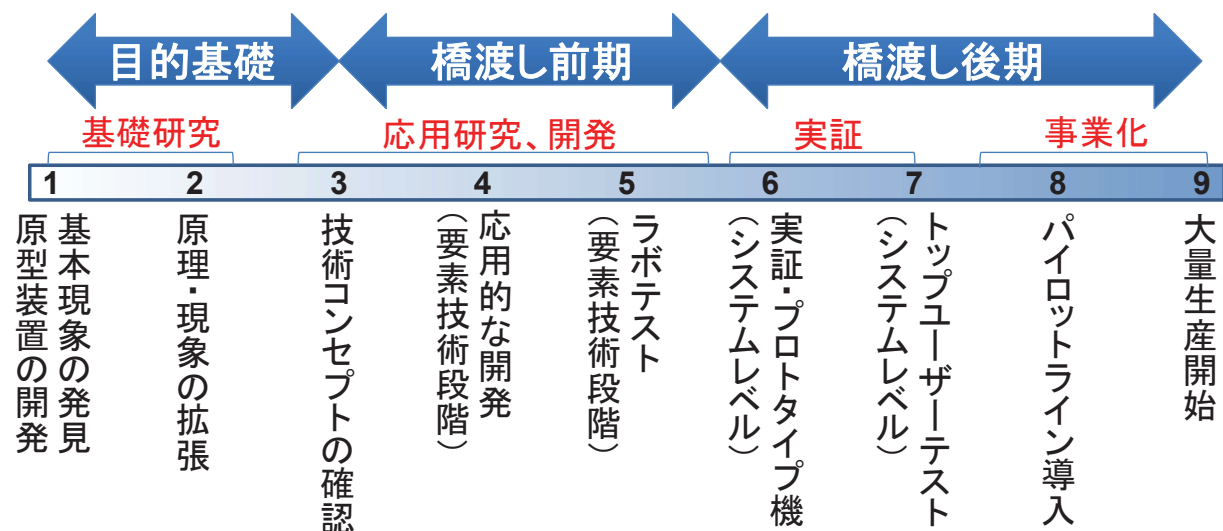 目的基礎
橋渡し前期
橋渡し後期
基礎研究
応用研究、開発
実証
事業化
1
2
3
4
5
6
7
8
9
基本現象の発見
原型装置の開発
原理・現象の拡張
技術コンセプトの確認
応用的な開発
（要素技術段階）
ラボテスト
（要素技術段階）
実証・プロトタイプ機
（システムレベル）
トップユーザーテスト
（システムレベル）
パイロットライン導入
大量生産開始